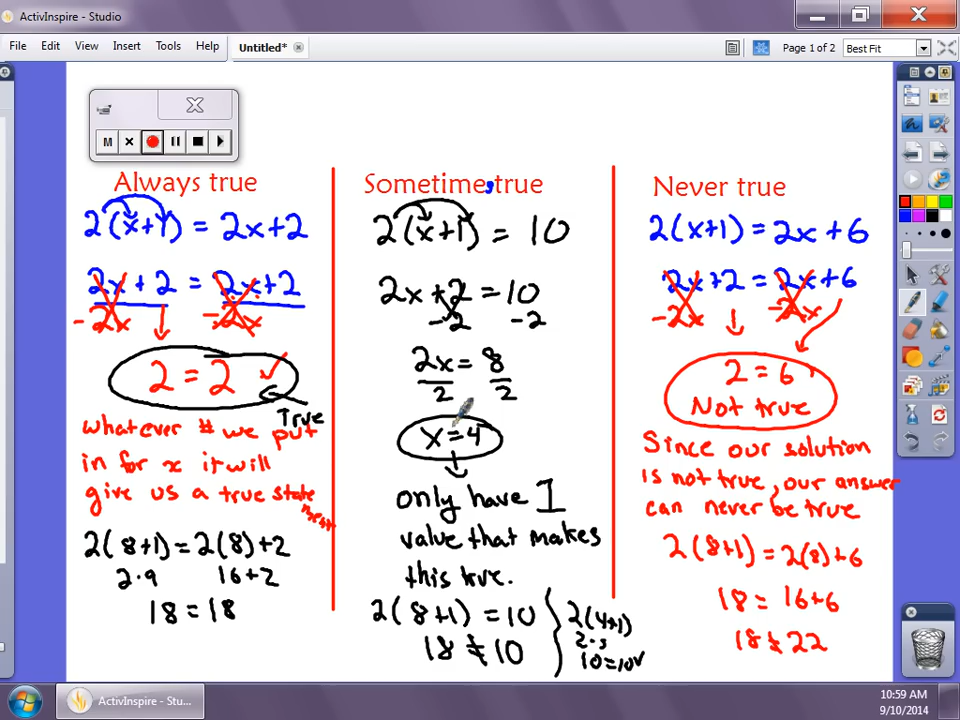 ActivInspire - Studio
File Edit View Insert Tools Help Untitled* Page 1 of 2 Best Fit
M
Always true
2(x+1) = 2x+2
2x + 2 = 2x+2
-2x -2x
2 = 2 ✓
True
whatever # we put
in for x it will
give us a true state
ment
2(8+1)=2(8)+2
2·9 16+2
18=18
Sometime,true
2(x+1) = 10
2x+2=10
-2 -2
2x=8
2 2
x=4
only have 1
value that makes
this true.
2(8+1)=10
18≠10
2(4+1)
2·5
10=10✓
Never true
2(x+1)=2x+6
2x+2=2x+6
-2x -2x
2=6
Not true
Since our solution
is not true, our answer
can never be true
2(8+1)=2(8)+6
18= 16+6
18≠22
ActivInspire - Stu...
10:59 AM
9/10/2014